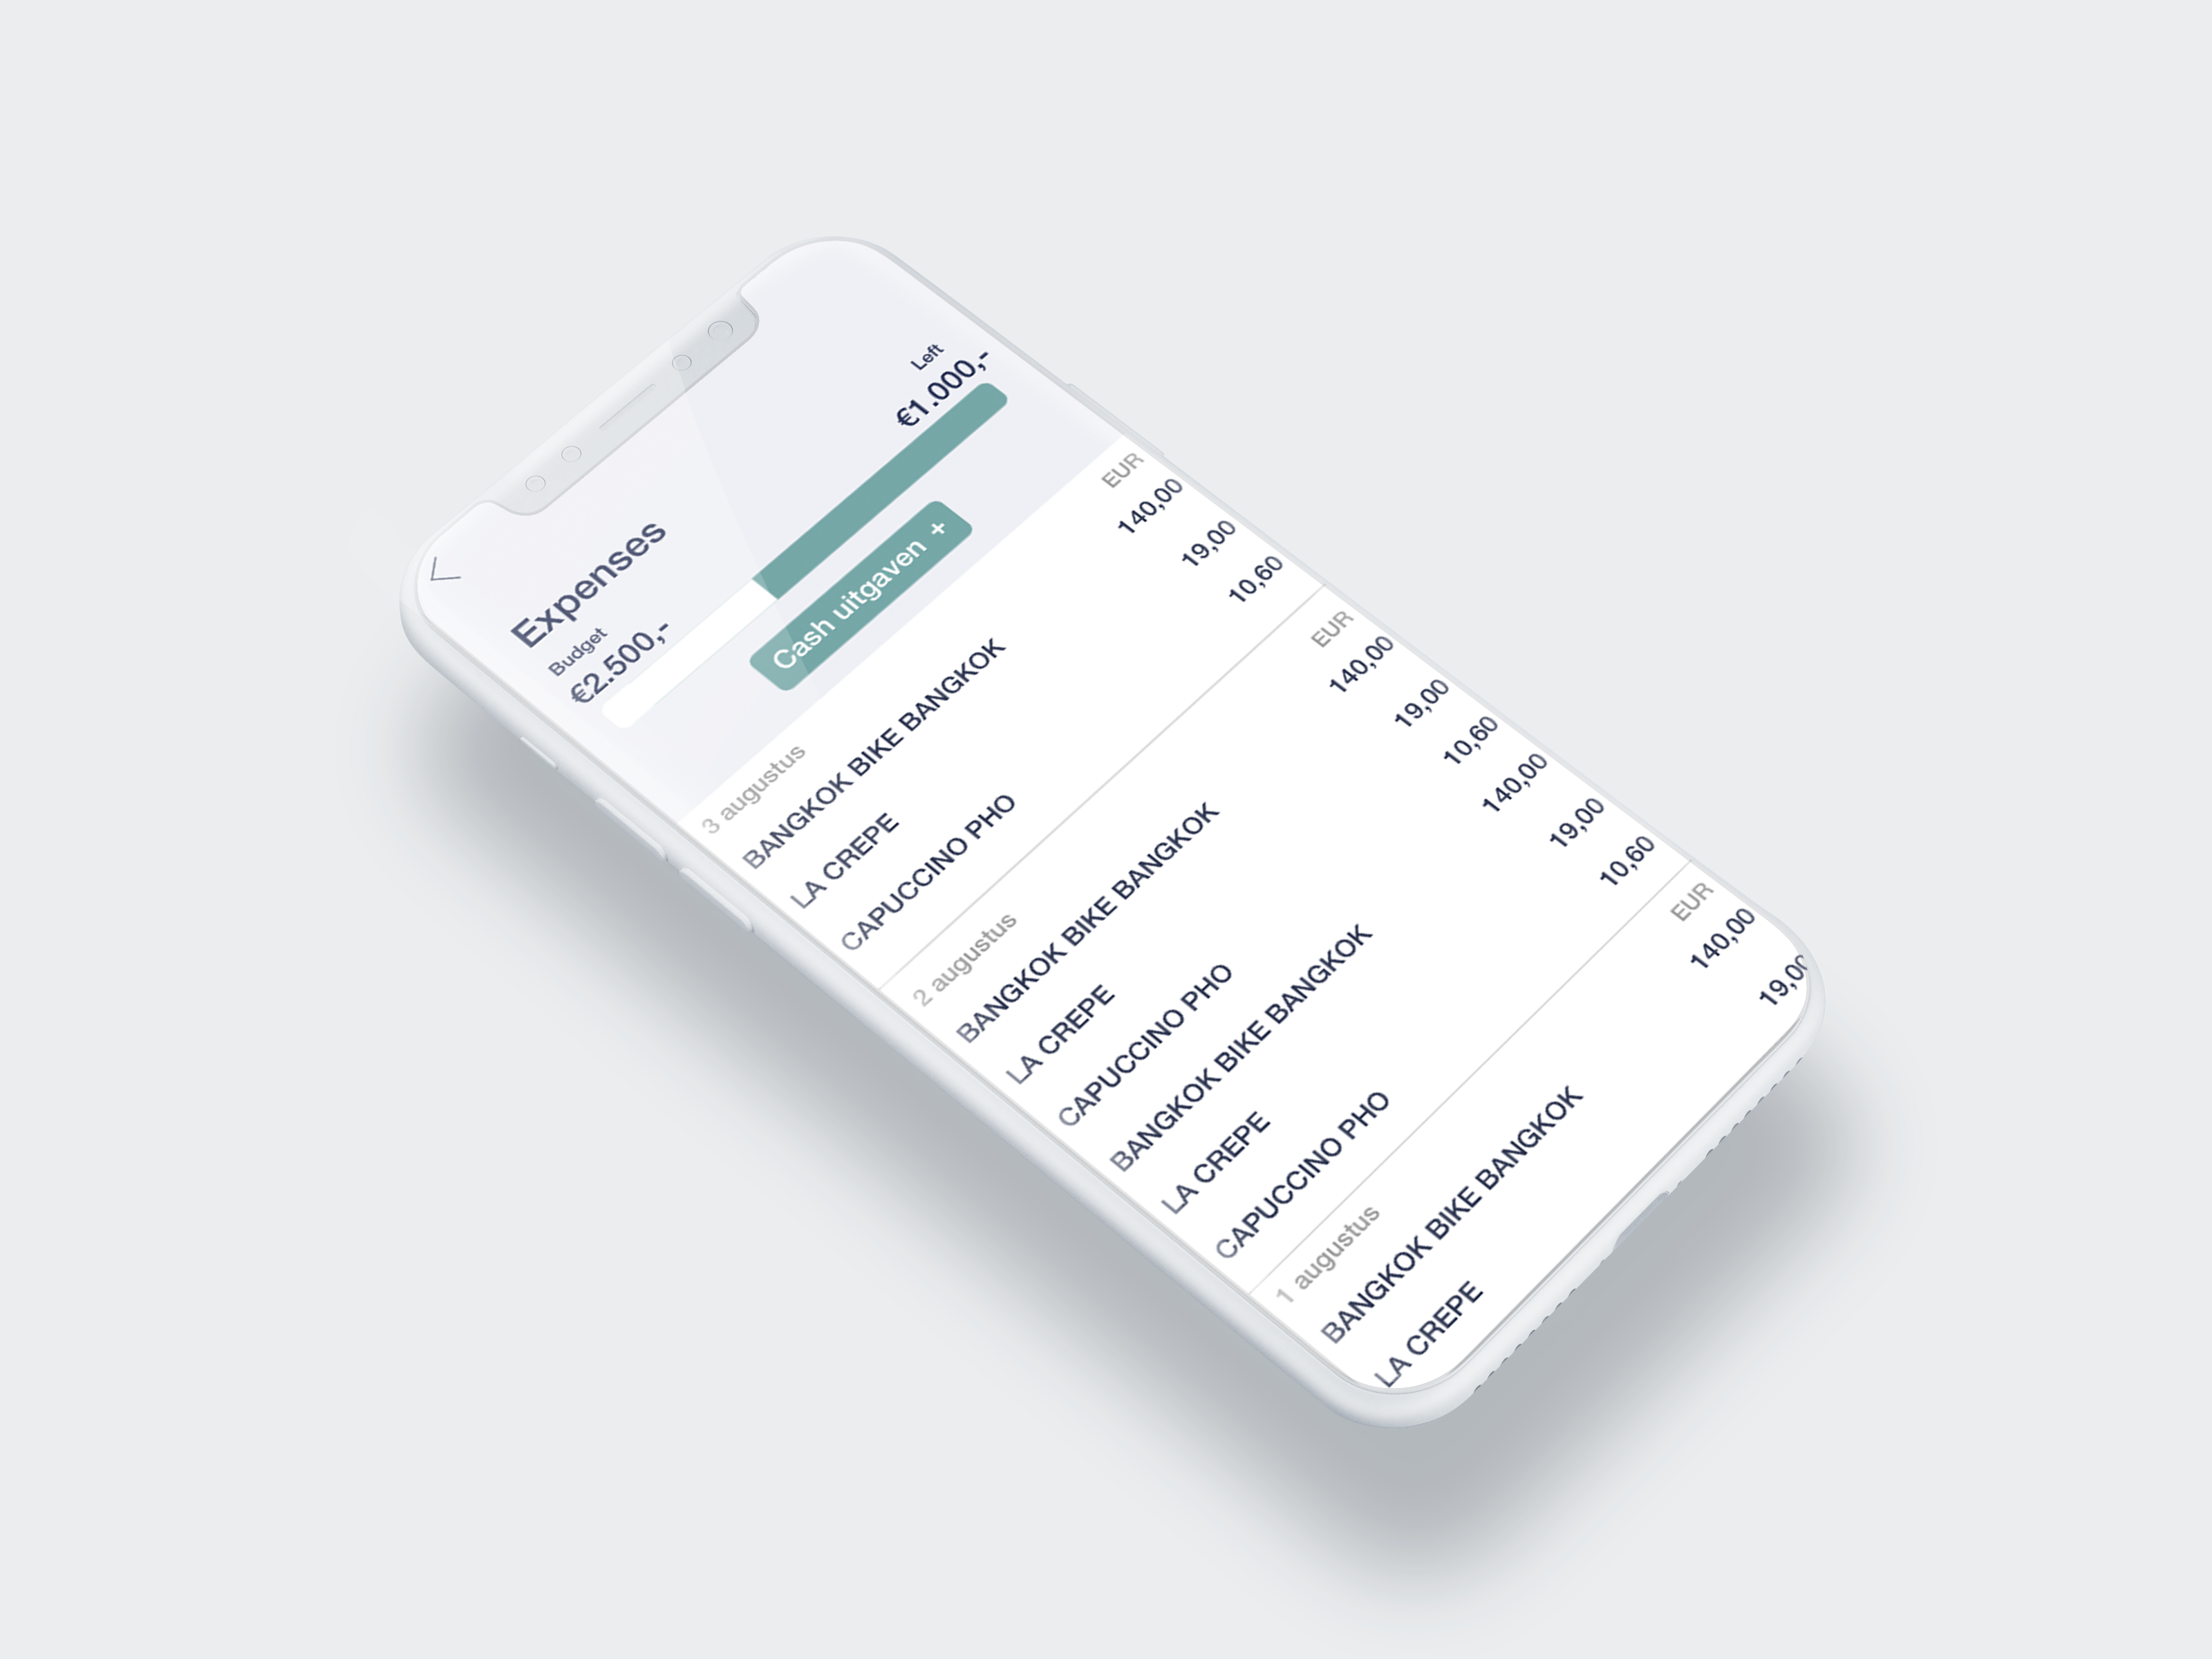 Expenses
Budget Left
€2.500,- €1.000,-
Cash uitgaven +
3 augustus EUR
BANGKOK BIKE BANGKOK 140,00
LA CREPE 19,00
CAPUCCINO PHO 10,60
2 augustus EUR
BANGKOK BIKE BANGKOK 140,00
LA CREPE 19,00
CAPUCCINO PHO 10,60
BANGKOK BIKE BANGKOK 140,00
LA CREPE 19,00
CAPUCCINO PHO 10,60
1 augustus EUR
BANGKOK BIKE BANGKOK 140,00
LA CREPE 19,00